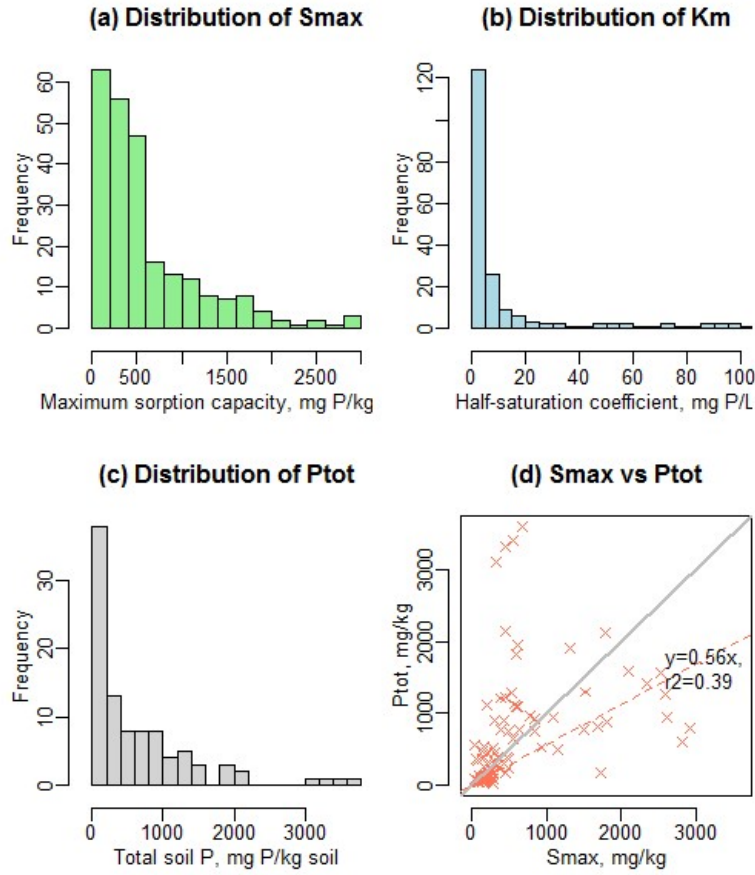 (a) Distribution of Smax
Frequency
0 10 20 30 40 50 60
0 500 1500 2500
Maximum sorption capacity, mg P/kg
(b) Distribution of Km
Frequency
0 20 40 60 80 120
0 20 40 60 80 100
Half-saturation coefficient, mg P/L
(c) Distribution of Ptot
Frequency
0 10 20 30
0 1000 2000 3000
Total soil P, mg P/kg soil
(d) Smax vs Ptot
Ptot, mg/kg
0 1000 2000 3000
y=0.56x,
r2=0.39
0 1000 2000 3000
Smax, mg/kg